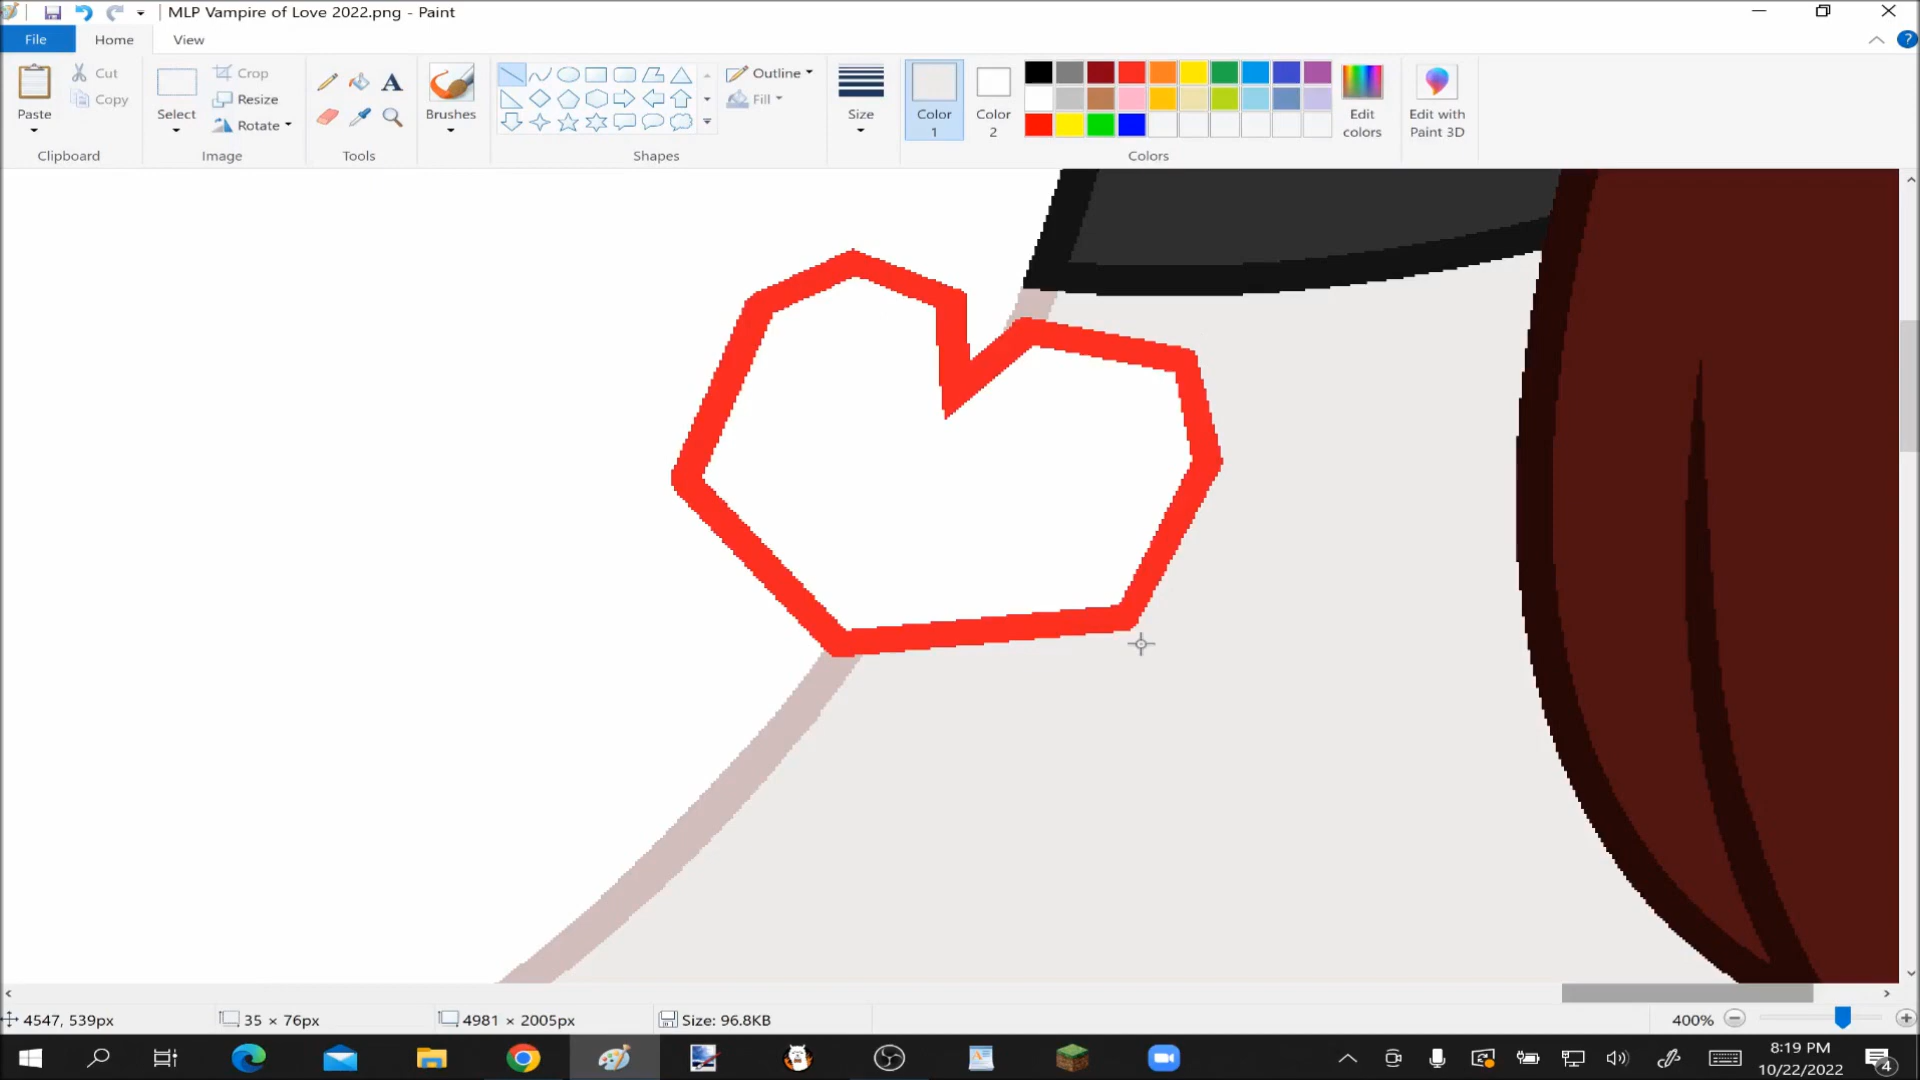 MLP Vampire of Love 2022.png - Paint
File Home View
Paste
Cut
Copy
Clipboard
Select
Crop
Resize
Rotate
Image
A
Tools
Brushes
Outline
Fill
Shapes
Size
Color 1
Color 2
Edit colors
Colors
Edit with Paint 3D
4547, 539px
35 × 76px
4981 × 2005px
Size: 96.8KB
400%
8:19 PM
10/22/2022
4